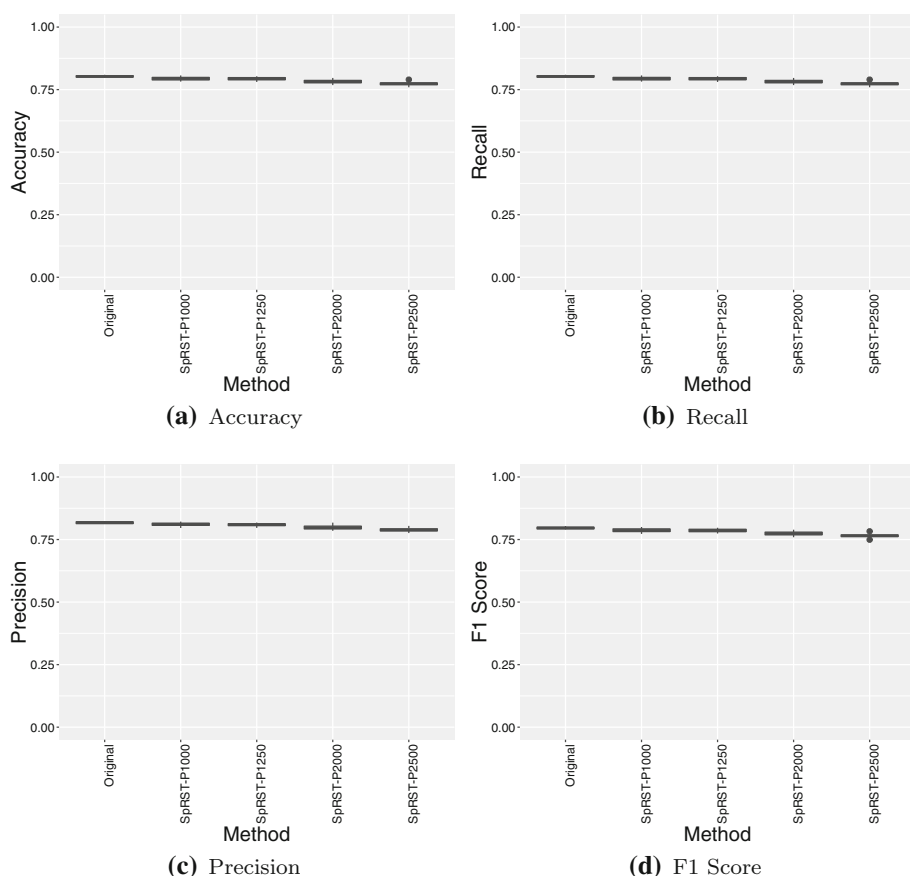 1.00
0.75
0.50
0.25
0.00
Accuracy
Original
SpRST-P1000
SpRST-P1250
SpRST-P2000
SpRST-P2500
Method
(a) Accuracy
1.00
0.75
0.50
0.25
0.00
Recall
Original
SpRST-P1000
SpRST-P1250
SpRST-P2000
SpRST-P2500
Method
(b) Recall
1.00
0.75
0.50
0.25
0.00
Precision
Original
SpRST-P1000
SpRST-P1250
SpRST-P2000
SpRST-P2500
Method
(c) Precision
1.00
0.75
0.50
0.25
0.00
F1 Score
Original
SpRST-P1000
SpRST-P1250
SpRST-P2000
SpRST-P2500
Method
(d) F1 Score